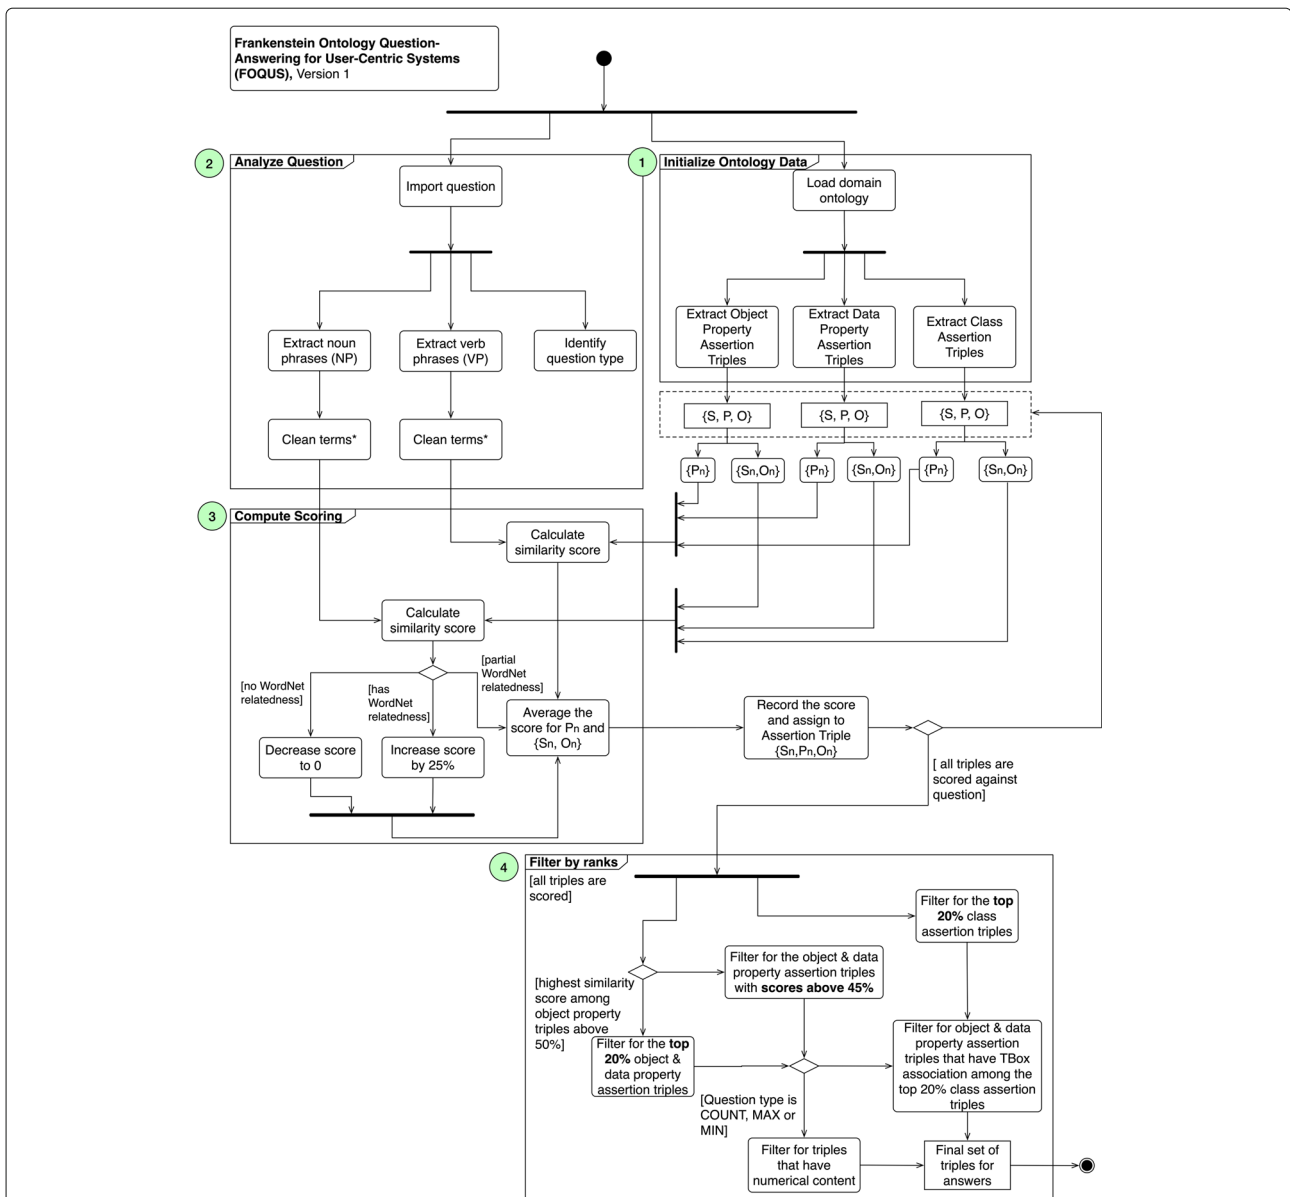 Frankenstein Ontology Question-
Answering for User-Centric Systems
(FOQUS), Version 1
2
Analyze Question
Import question
Extract noun
phrases (NP)
Extract verb
phrases (VP)
Identify
question type
Clean terms*
Clean terms*
1
Initialize Ontology Data
Load domain
ontology
Extract Object
Property
Assertion
Triples
Extract Data
Property
Assertion
Triples
Extract Class
Assertion
Triples
{S, P, O}
{S, P, O}
{S, P, O}
{Pn}
{Sn,On}
{Pn}
{Sn,On}
{Pn}
{Sn,On}
3
Compute Scoring
Calculate
similarity score
Calculate
similarity score
[no WordNet
relatedness]
[has
WordNet
relatedness]
[partial
WordNet
relatedness]
Decrease score
to 0
Increase score
by 25%
Average the
score for Pn and
{Sn, On}
Record the score
and assign to
Assertion Triple
{Sn,Pn,On}
[ all triples are
scored against
question]
4
Filter by ranks
[all triples are
scored]
Filter for the top
20% class
assertion triples
Filter for the object & data
property assertion triples
with scores above 45%
[highest similarity
score among
object property
triples above
50%]
Filter for the top
20% object &
data property
assertion triples
Filter for object & data
property assertion
triples that have TBox
association among the
top 20% class assertion
triples
[Question type is
COUNT, MAX or
MIN]
Filter for triples
that have
numerical content
Final set of
triples for
answers